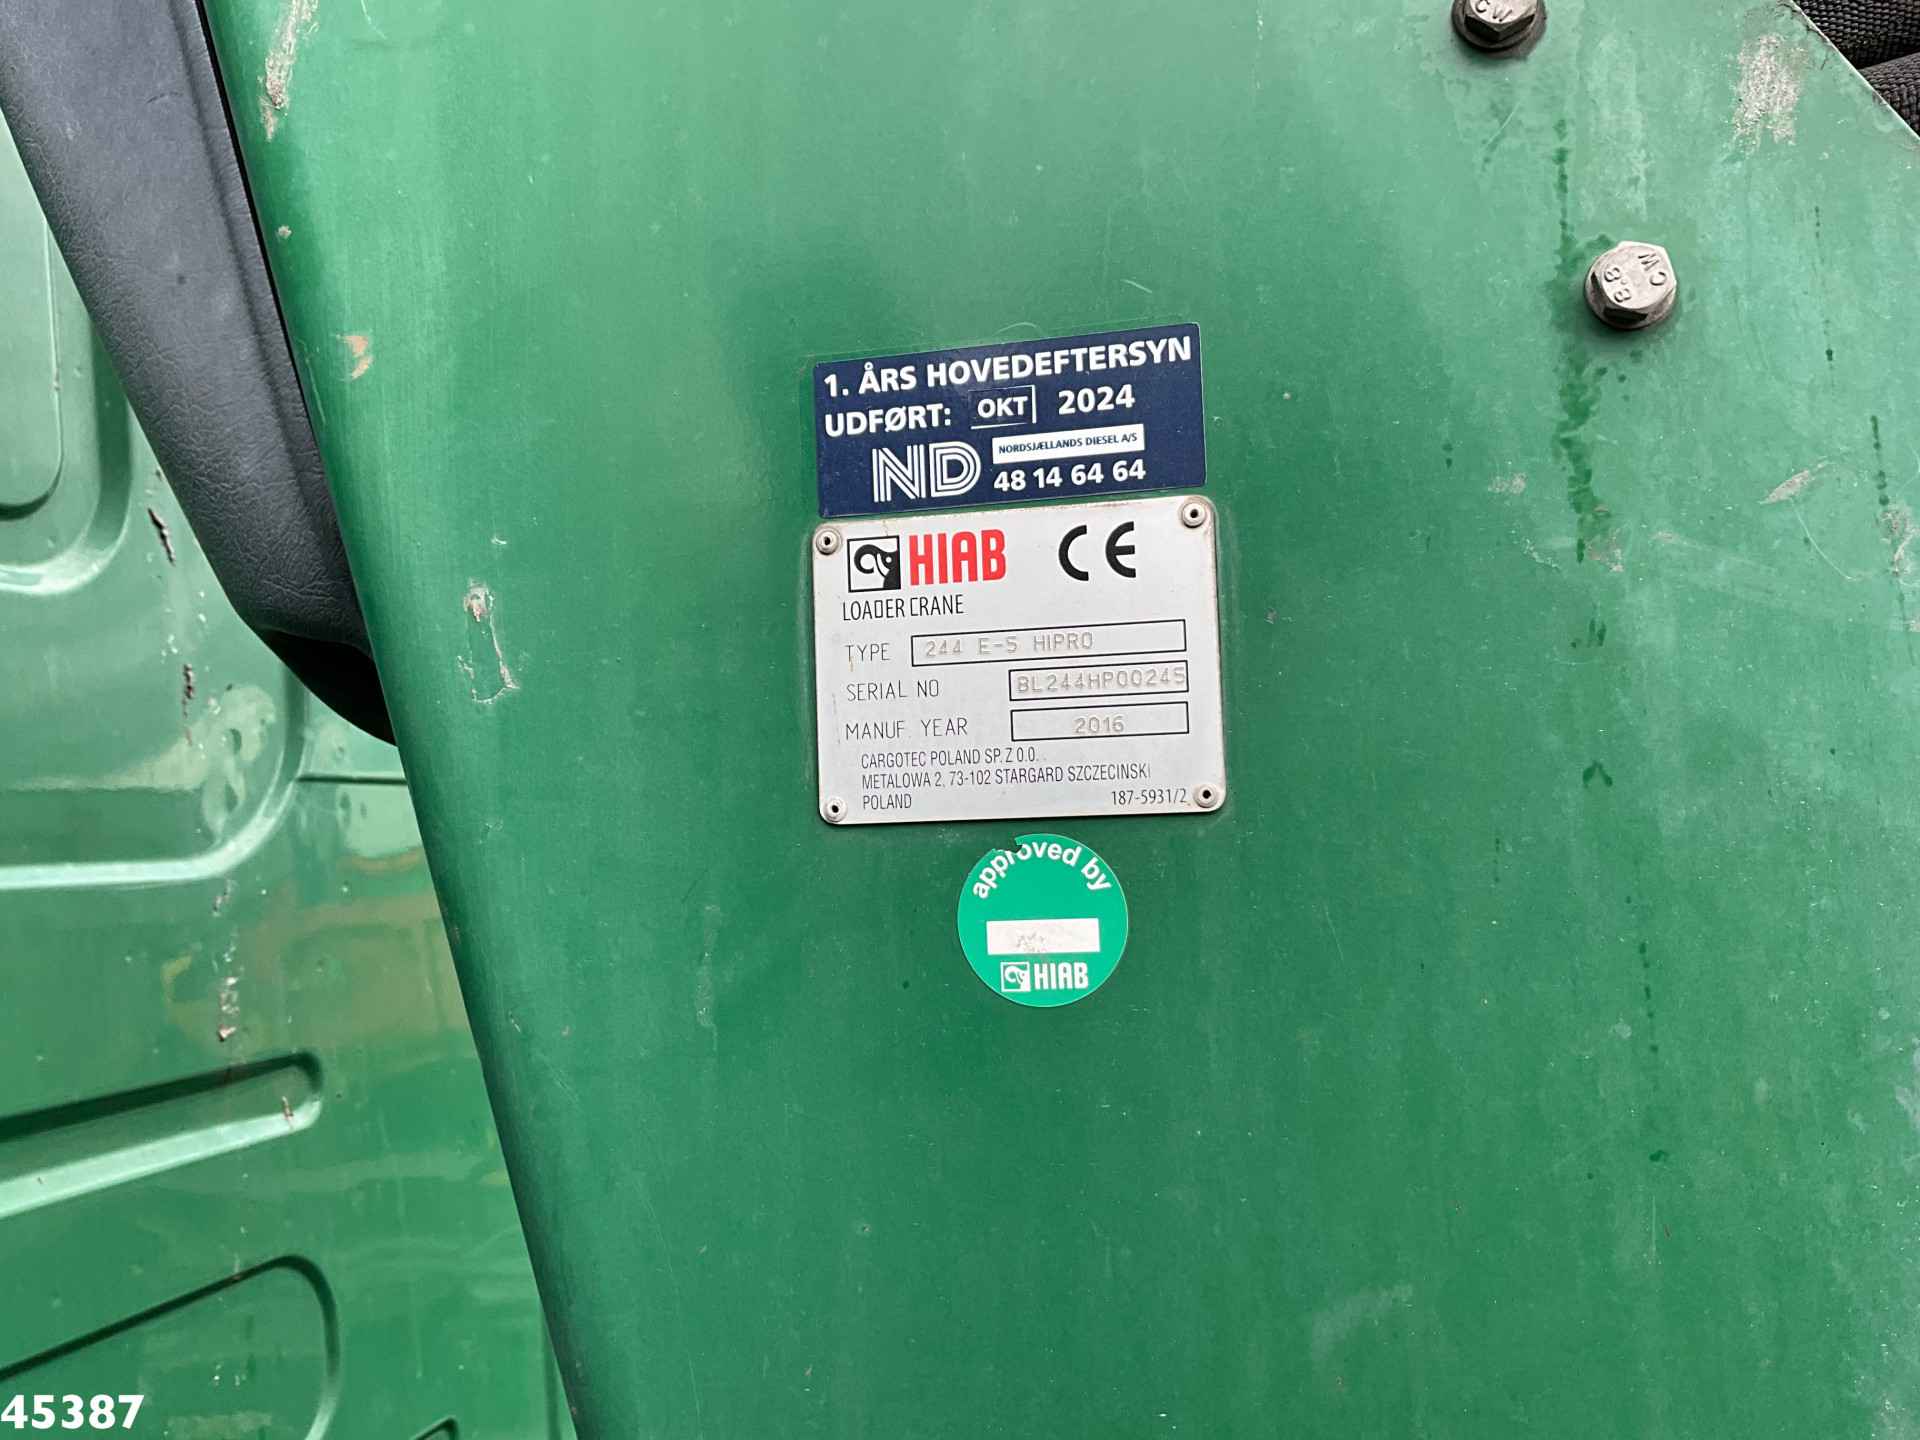 CW
CW
8.8
1. ÅRS HOVEDEFTERSYN
UDFØRT: OKT 2024
ND NORDSJÆLLANDS DIESEL A/S
48 14 64 64
HIAB CE
LOADER CRANE
TYPE 244 E-5 HIPRO
SERIAL NO BL244HP00245
MANUF. YEAR 2016
CARGOTEC POLAND SP. Z O.O.
METALOWA 2, 73-102 STARGARD SZCZECINSKI
POLAND 187-5931/2
approved by
HIAB
45387